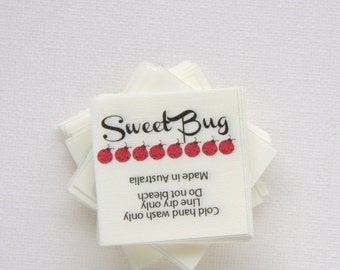 Sweet Bug
Cold hand wash only
Line dry only
Do not bleach
Made in Australia